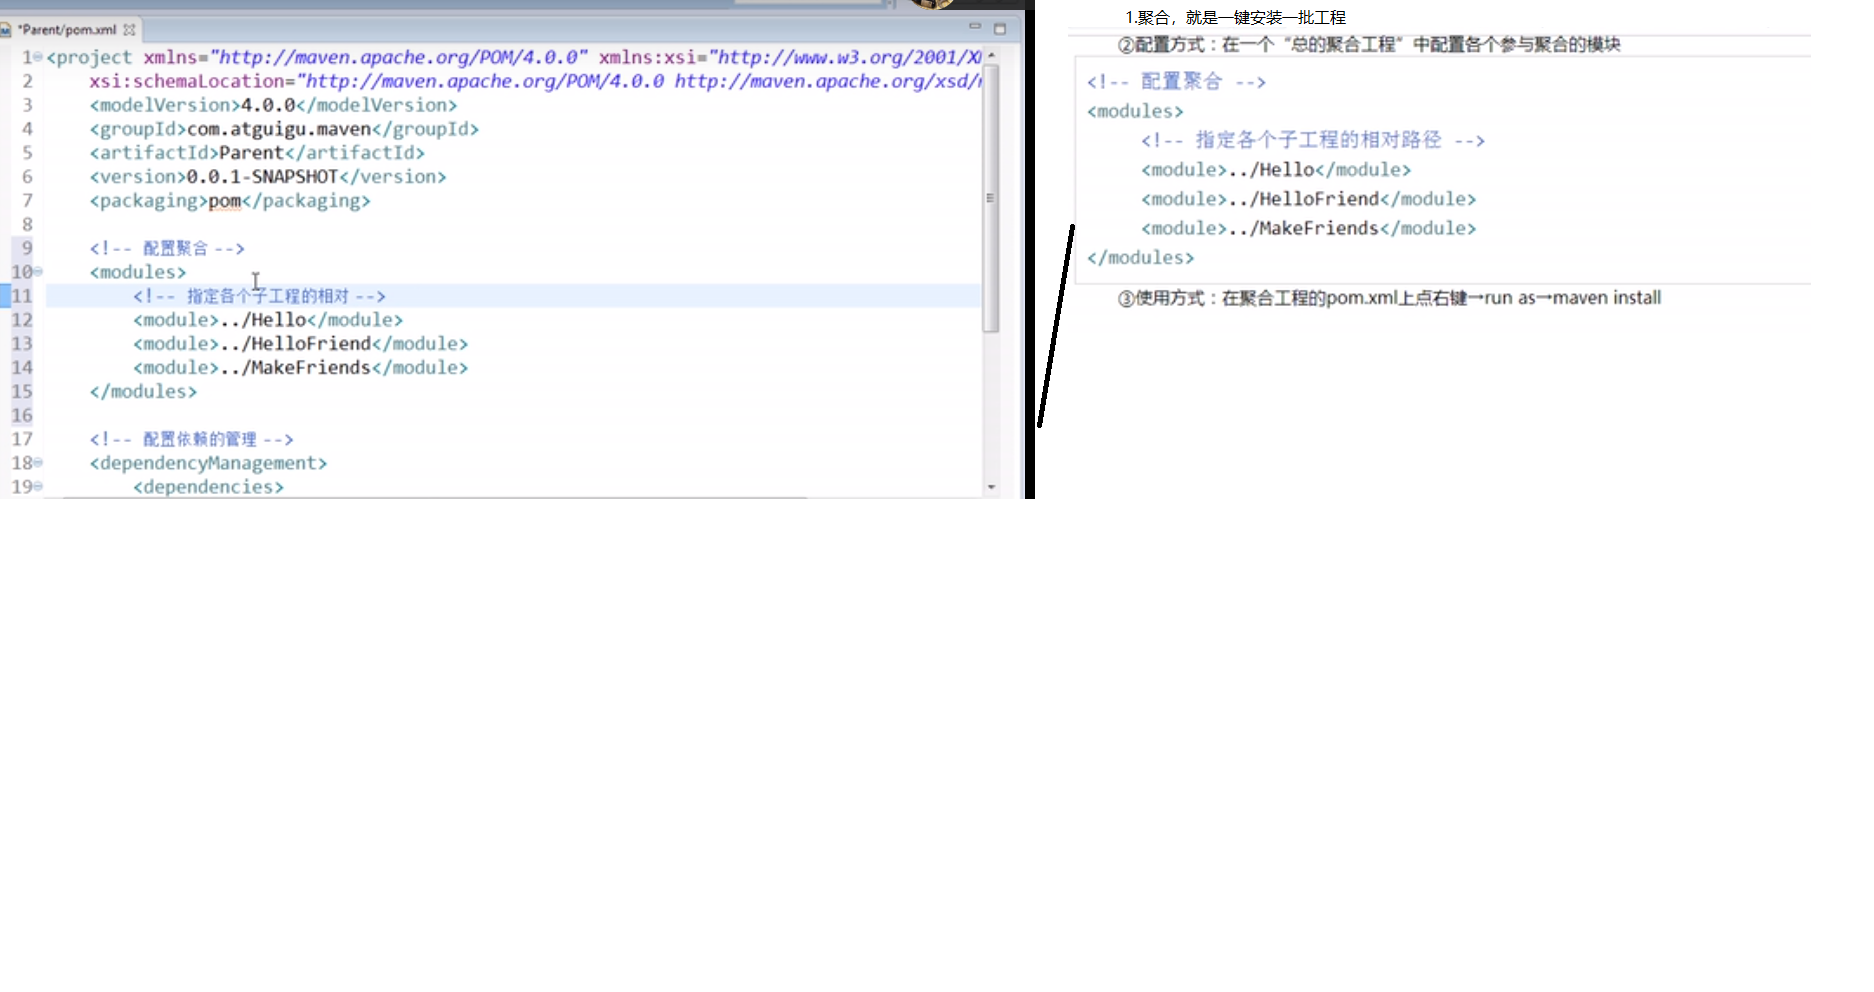 *Parent/pom.xml
1 <project xmlns="http://maven.apache.org/POM/4.0.0" xmlns:xsi="http://www.w3.org/2001/X
2 xsi:schemaLocation="http://maven.apache.org/POM/4.0.0 http://maven.apache.org/xsd/
3 <modelVersion>4.0.0</modelVersion>
4 <groupId>com.atguigu.maven</groupId>
5 <artifactId>Parent</artifactId>
6 <version>0.0.1-SNAPSHOT</version>
7 <packaging>pom</packaging>
8
9 <!-- 配置聚合 -->
10 <modules>
11 <!-- 指定各个子工程的相对 -->
12 <module>../Hello</module>
13 <module>../HelloFriend</module>
14 <module>../MakeFriends</module>
15 </modules>
16
17 <!-- 配置依赖的管理 -->
18 <dependencyManagement>
19 <dependencies>
1.聚合，就是一键安装一批工程
②配置方式：在一个“总的聚合工程”中配置各个参与聚合的模块
<!-- 配置聚合 -->
<modules>
<!-- 指定各个子工程的相对路径 -->
<module>../Hello</module>
<module>../HelloFriend</module>
<module>../MakeFriends</module>
</modules>
③使用方式：在聚合工程的pom.xml上点右键→run as→maven install